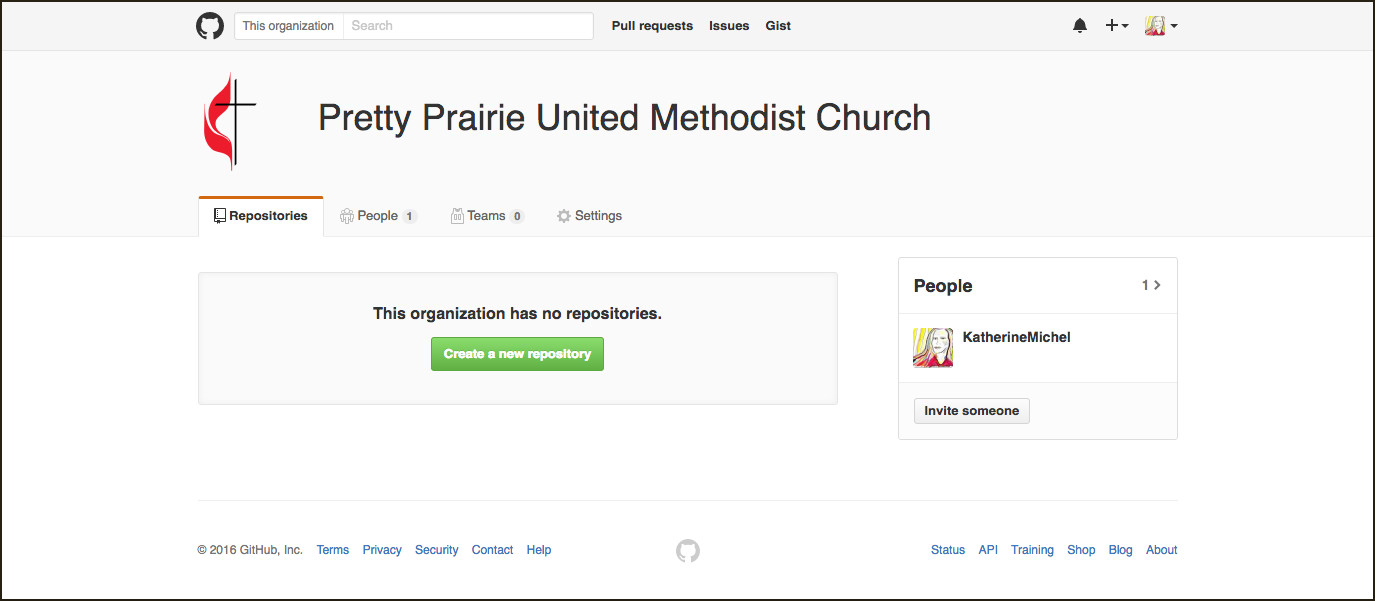 This organization Search Pull requests Issues Gist
Pretty Prairie United Methodist Church
Repositories People 1 Teams 0 Settings
This organization has no repositories.
Create a new repository
People 1
KatherineMichel
Invite someone
© 2016 GitHub, Inc. Terms Privacy Security Contact Help Status API Training Shop Blog About